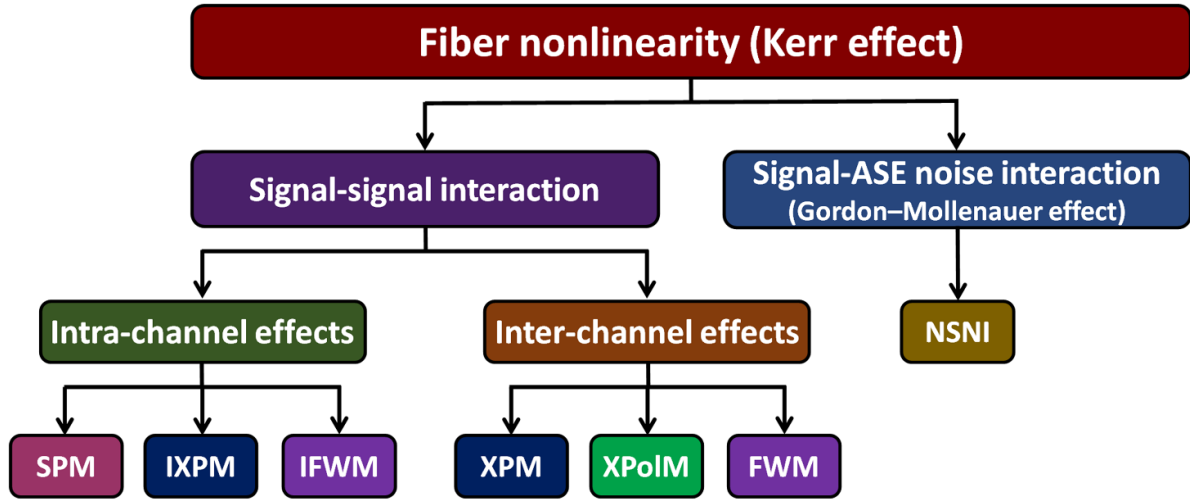 Fiber nonlinearity (Kerr effect)
Signal-signal interaction
Signal-ASE noise interaction
(Gordon–Mollenauer effect)
Intra-channel effects
Inter-channel effects
NSNI
SPM
IXPM
IFWM
XPM
XPolM
FWM